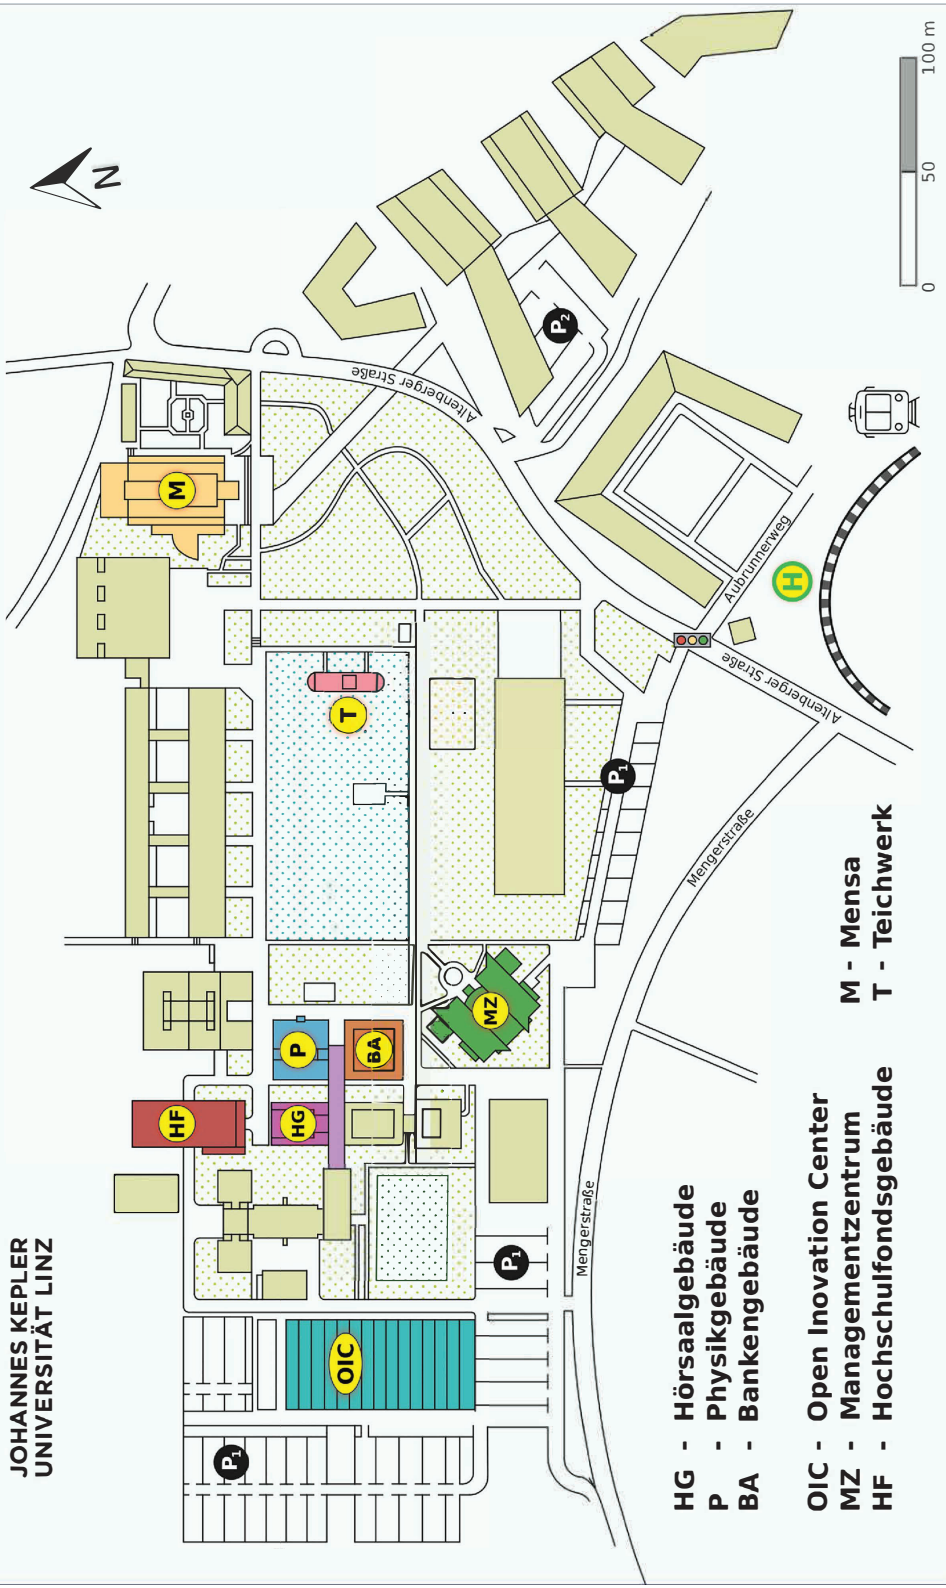 JOHANNES KEPLER
UNIVERSITÄT LINZ
N
M
HF
P
HG
BA
T
MZ
OIC
P1
P1
P1
P2
H
Altenberger Straße
Altenberger Straße
Aubrunnerweg
Mengerstraße
Mengerstraße
HG - Hörsaalgebäude
P - Physikgebäude
BA - Bankengebäude
OIC - Open Inovation Center
MZ - Managementzentrum
HF - Hochschulfondsgebäude
M - Mensa
T - Teichwerk
0 50 100 m